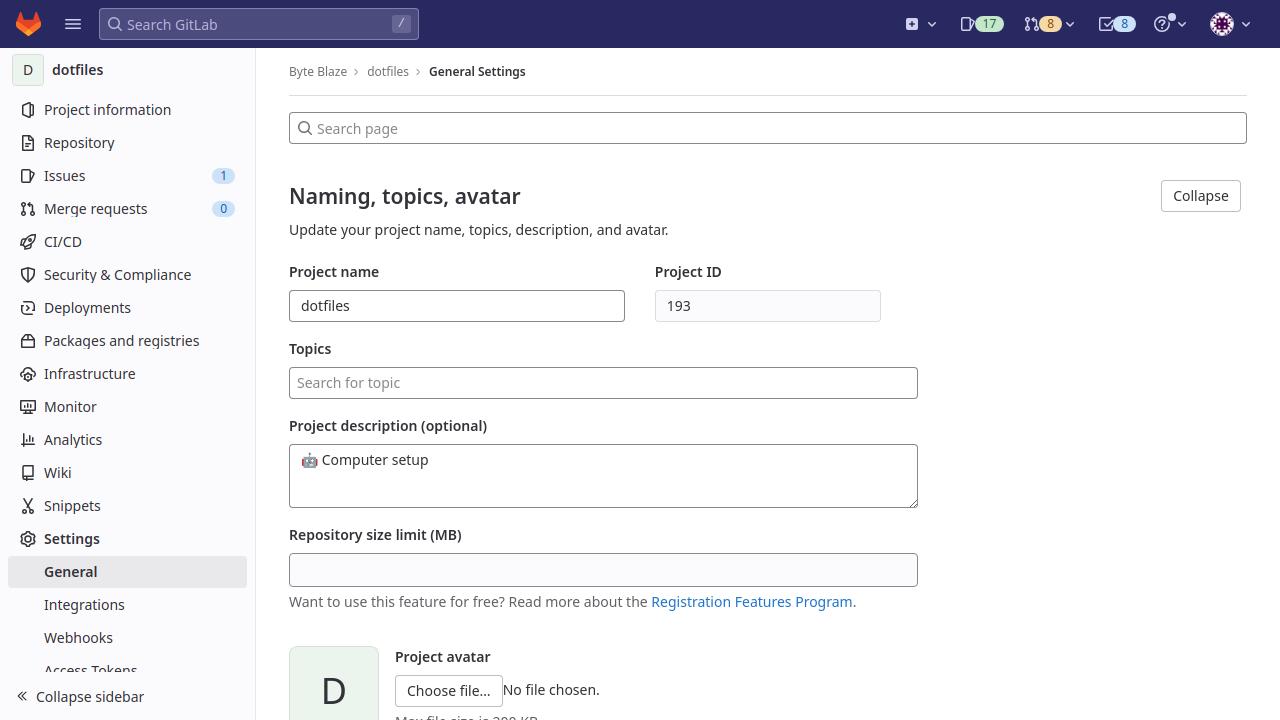 Search GitLab
/
17
8
8
D
dotfiles
Project information
Repository
Issues
1
Merge requests
0
CI/CD
Security & Compliance
Deployments
Packages and registries
Infrastructure
Monitor
Analytics
Wiki
Snippets
Settings
General
Integrations
Webhooks
Access Tokens
Collapse sidebar
Byte Blaze
dotfiles
General Settings
Search page
Naming, topics, avatar
Collapse
Update your project name, topics, description, and avatar.
Project name
Project ID
dotfiles
193
Topics
Search for topic
Project description (optional)
🤖 Computer setup
Repository size limit (MB)
Want to use this feature for free? Read more about the Registration Features Program.
D
Project avatar
Choose file...
No file chosen.
Max file size is 200 KB.